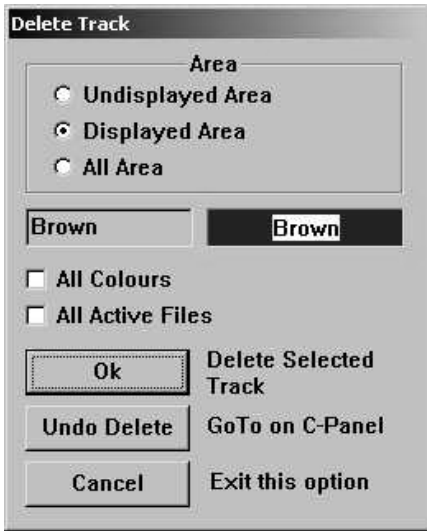 Delete Track
Area
Undisplayed Area
Displayed Area
All Area
Brown Brown
All Colours
All Active Files
Ok Delete Selected
Track
Undo Delete GoTo on C-Panel
Cancel Exit this option